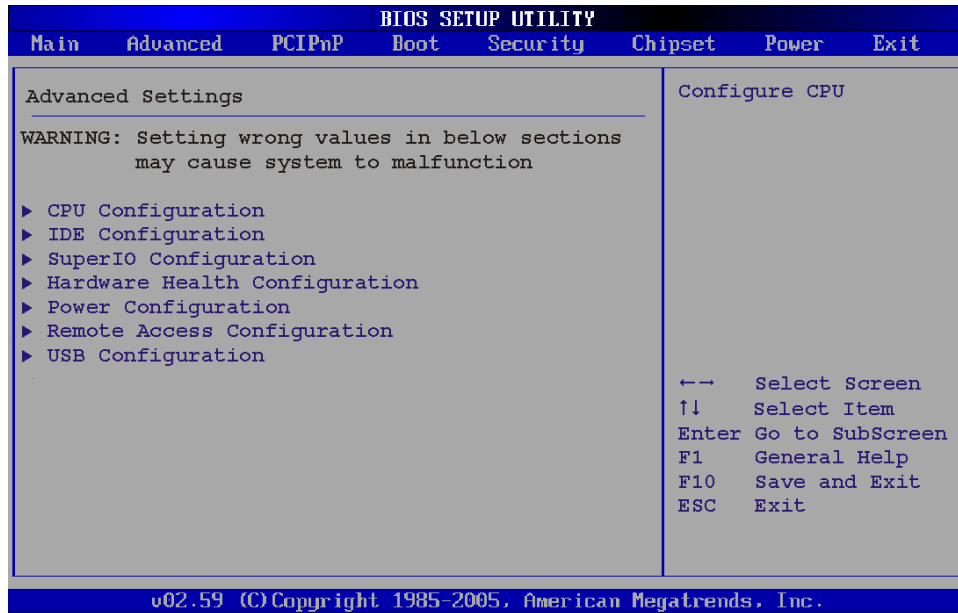 BIOS SETUP UTILITY
Main Advanced PCIPnP Boot Security Chipset Power Exit
Advanced Settings
WARNING: Setting wrong values in below sections
may cause system to malfunction
▶ CPU Configuration
▶ IDE Configuration
▶ SuperIO Configuration
▶ Hardware Health Configuration
▶ Power Configuration
▶ Remote Access Configuration
▶ USB Configuration
Configure CPU
←→ Select Screen
↑↓ Select Item
Enter Go to SubScreen
F1 General Help
F10 Save and Exit
ESC Exit
v02.59 (C)Copyright 1985-2005, American Megatrends, Inc.